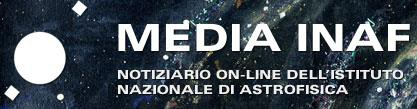 MEDIA INAF
NOTIZIARIO ON-LINE DELL'ISTITUTO
NAZIONALE DI ASTROFISICA